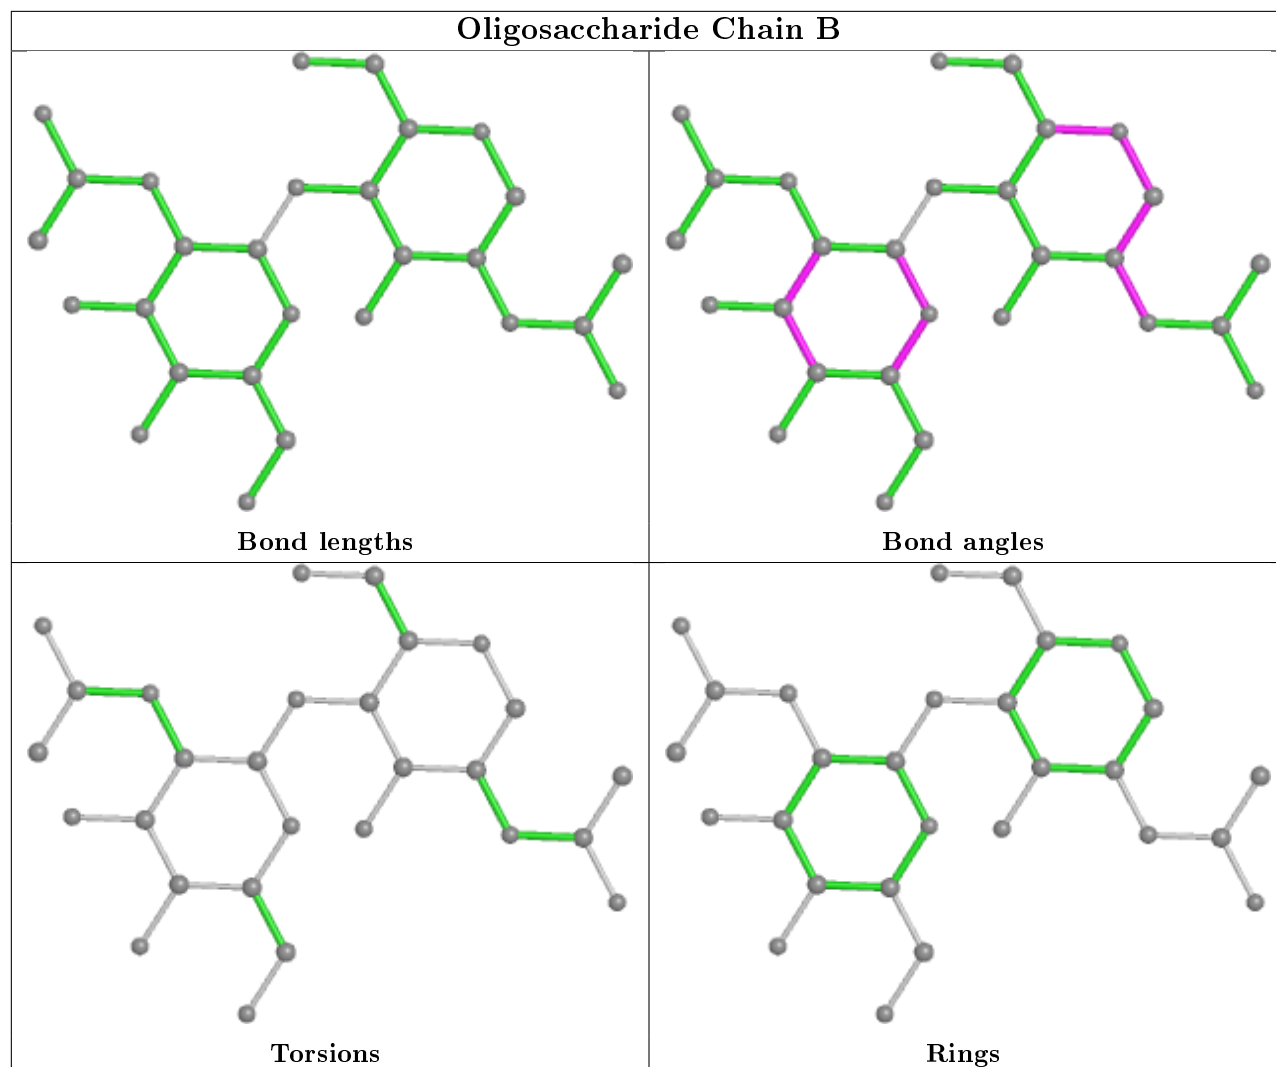 Oligosaccharide Chain B
Bond lengths
Bond angles
Torsions
Rings